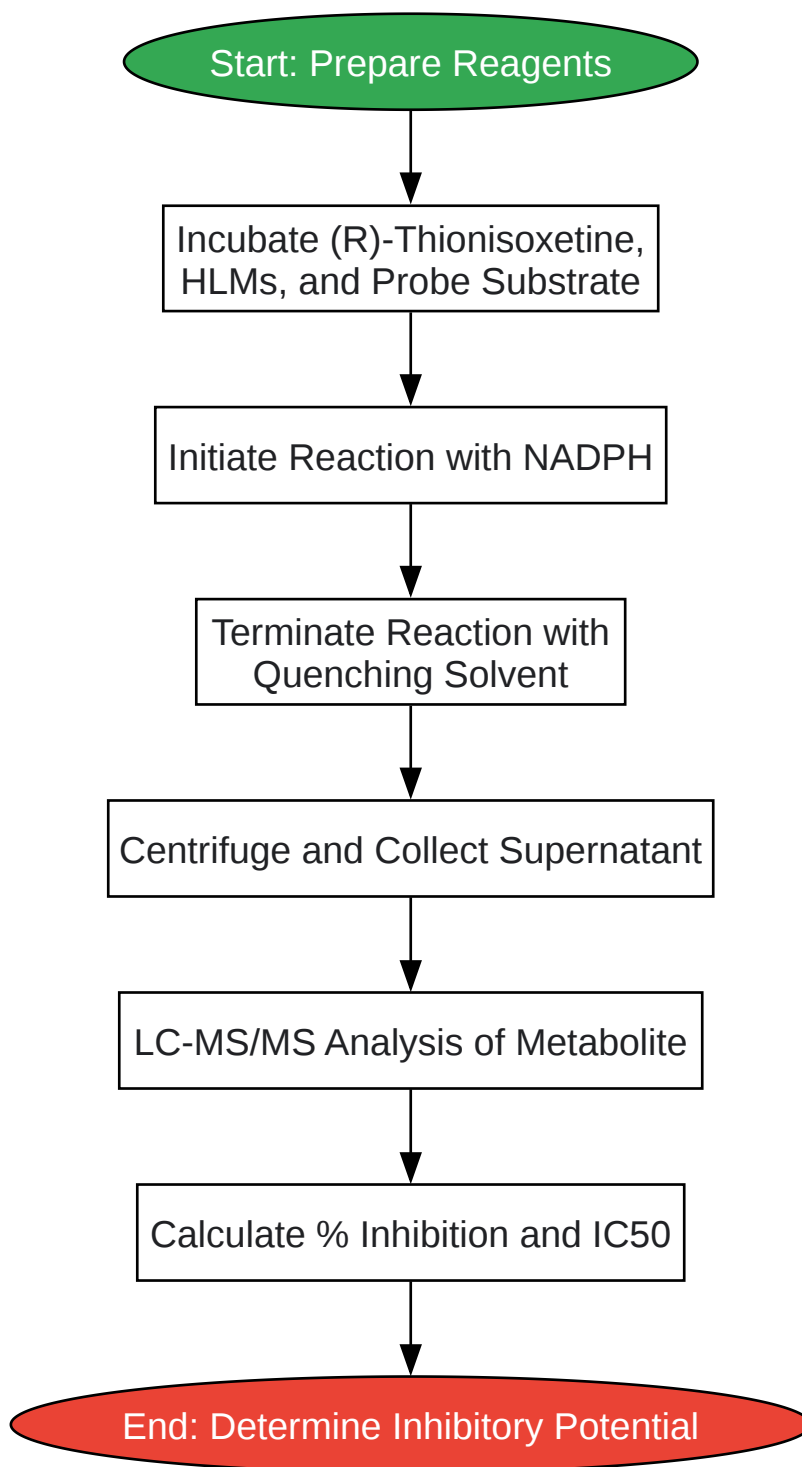 Start: Prepare Reagents
Incubate (R)-Thionisoxetine,
HLMs, and Probe Substrate
Initiate Reaction with NADPH
Terminate Reaction with
Quenching Solvent
Centrifuge and Collect Supernatant
LC-MS/MS Analysis of Metabolite
Calculate % Inhibition and IC50
End: Determine Inhibitory Potential